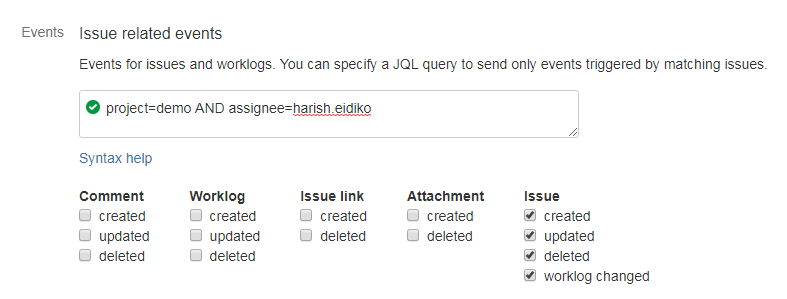 Events Issue related events
Events for issues and worklogs. You can specify a JQL query to send only events triggered by matching issues.
project=demo AND assignee=harish.eidiko
Syntax help
Comment Worklog Issue link Attachment Issue
created created created created created
updated updated deleted deleted updated
deleted deleted deleted
worklog changed